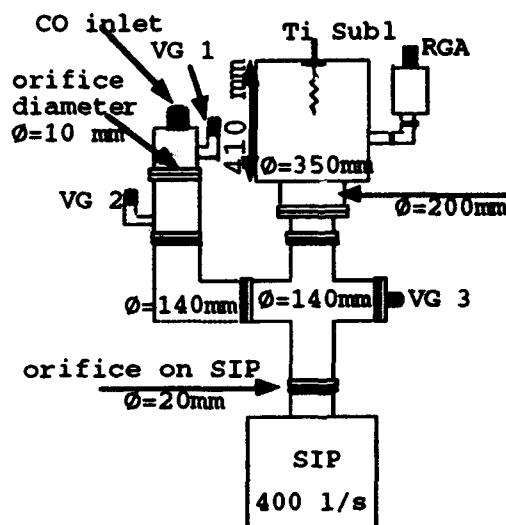 CO inlet
VG 1
Ti Subl
RGA
orifice
diameter
Ø=10 mm
410 mm
Ø=350mm
VG 2
Ø=200mm
Ø=140mm
Ø=140mm
VG 3
orifice on SIP
Ø=20mm
SIP
400 l/s